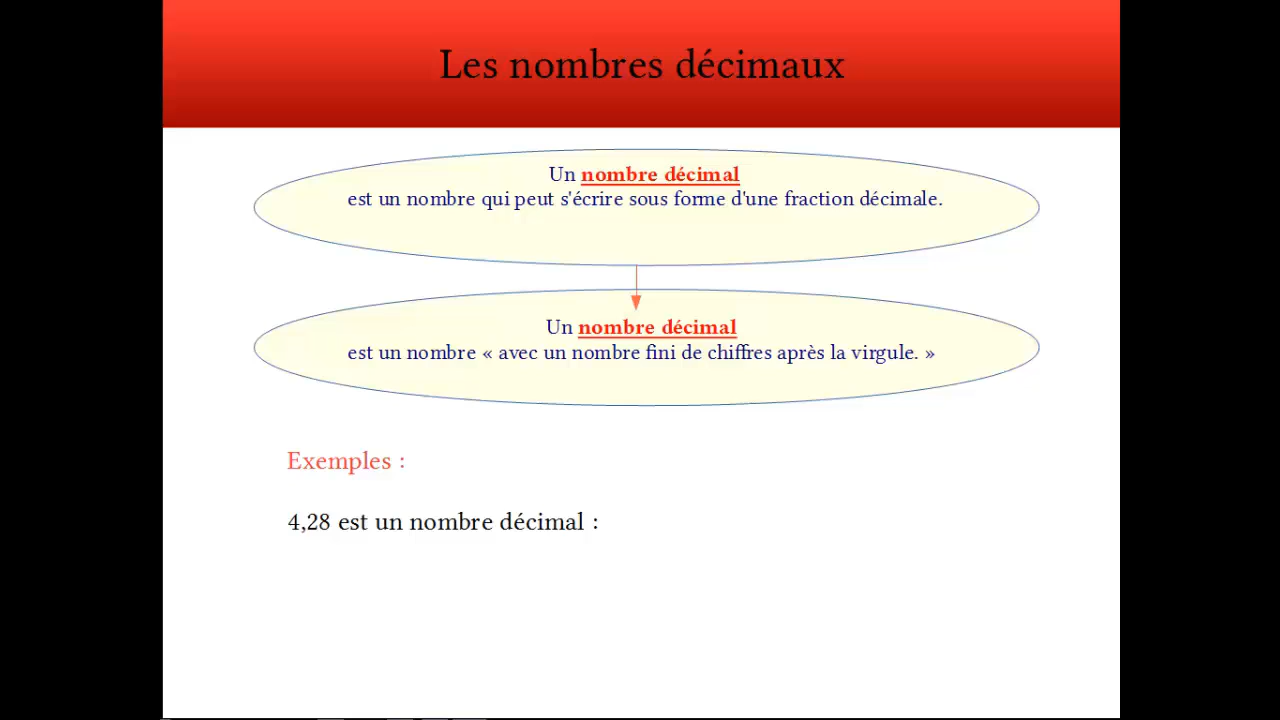 Les nombres décimaux
Un nombre décimal
est un nombre qui peut s'écrire sous forme d'une fraction décimale.
Un nombre décimal
est un nombre « avec un nombre fini de chiffres après la virgule. »
Exemples :
4,28 est un nombre décimal :